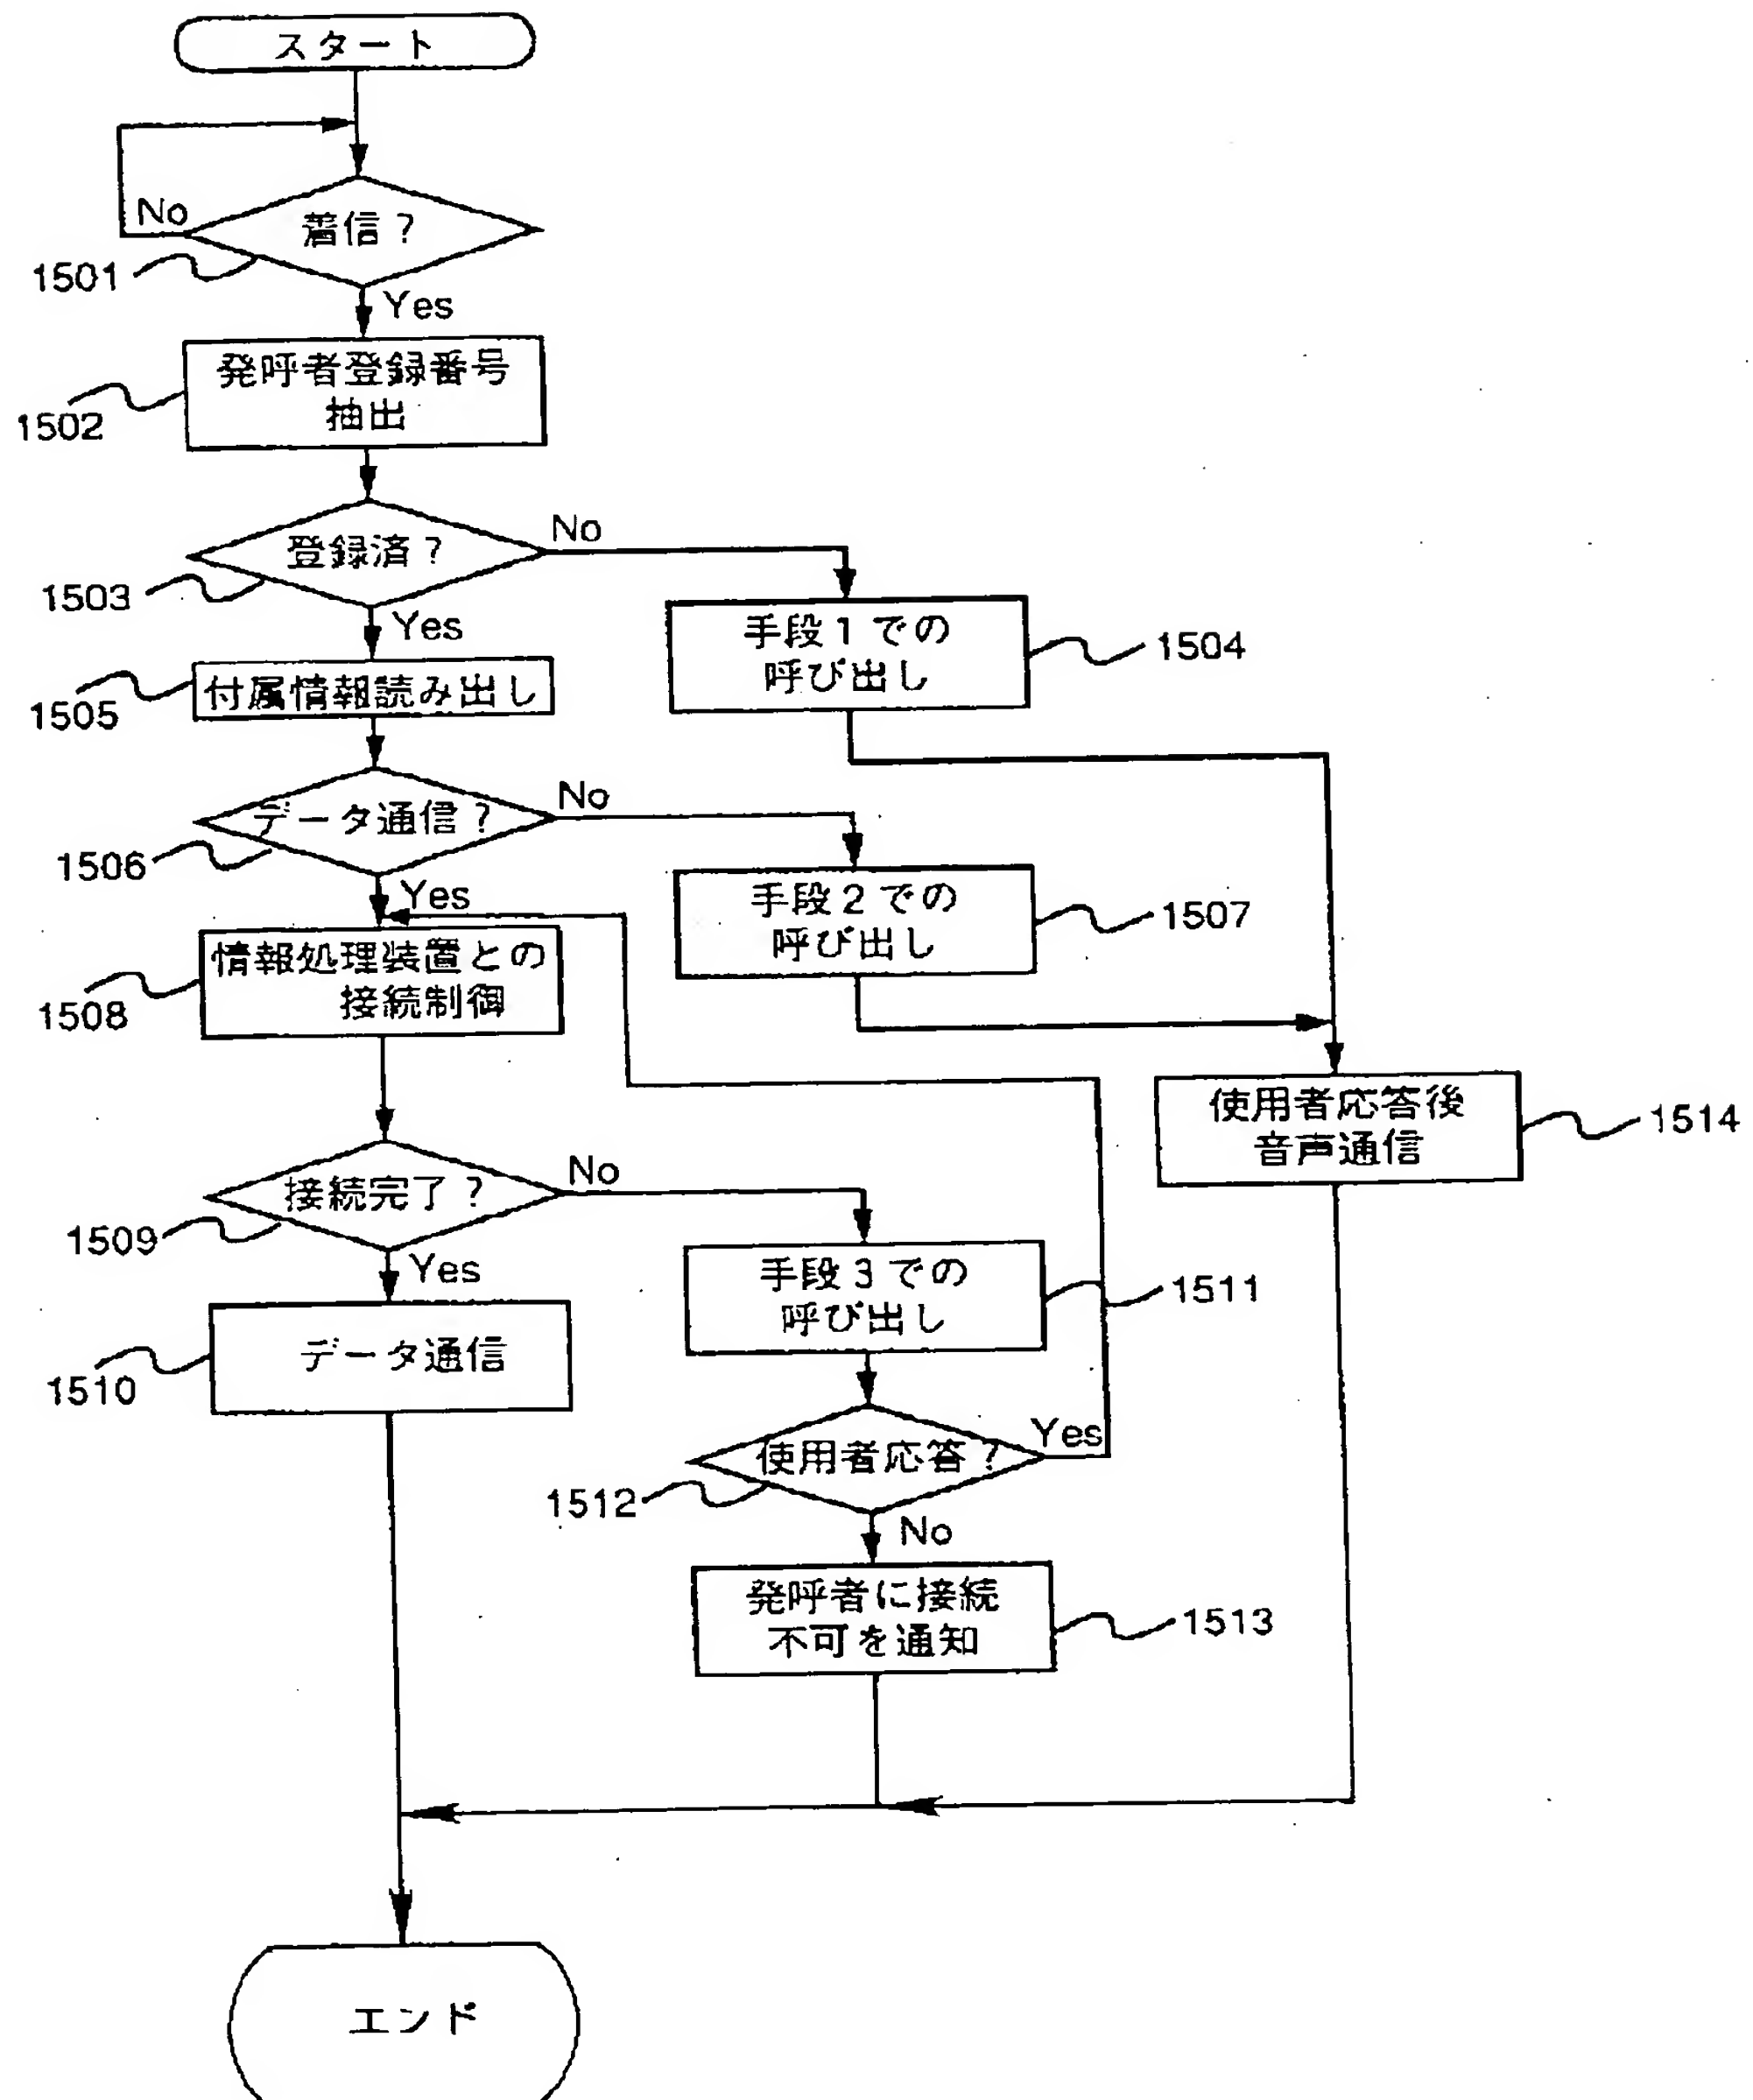 スタート
No
着信？
1501
Yes
発呼者登録番号
抽出
1502
No
登録済？
1503
Yes
手段１での
呼び出し
1504
付属情報読み出し
1505
No
データ通信？
1506
Yes
手段２での
呼び出し
1507
情報処理装置との
接続制御
1508
使用者応答後
音声通信
1514
No
接続完了？
1509
Yes
手段３での
呼び出し
1511
データ通信
1510
Yes
使用者応答？
1512
No
発呼者に接続
不可を通知
1513
エンド